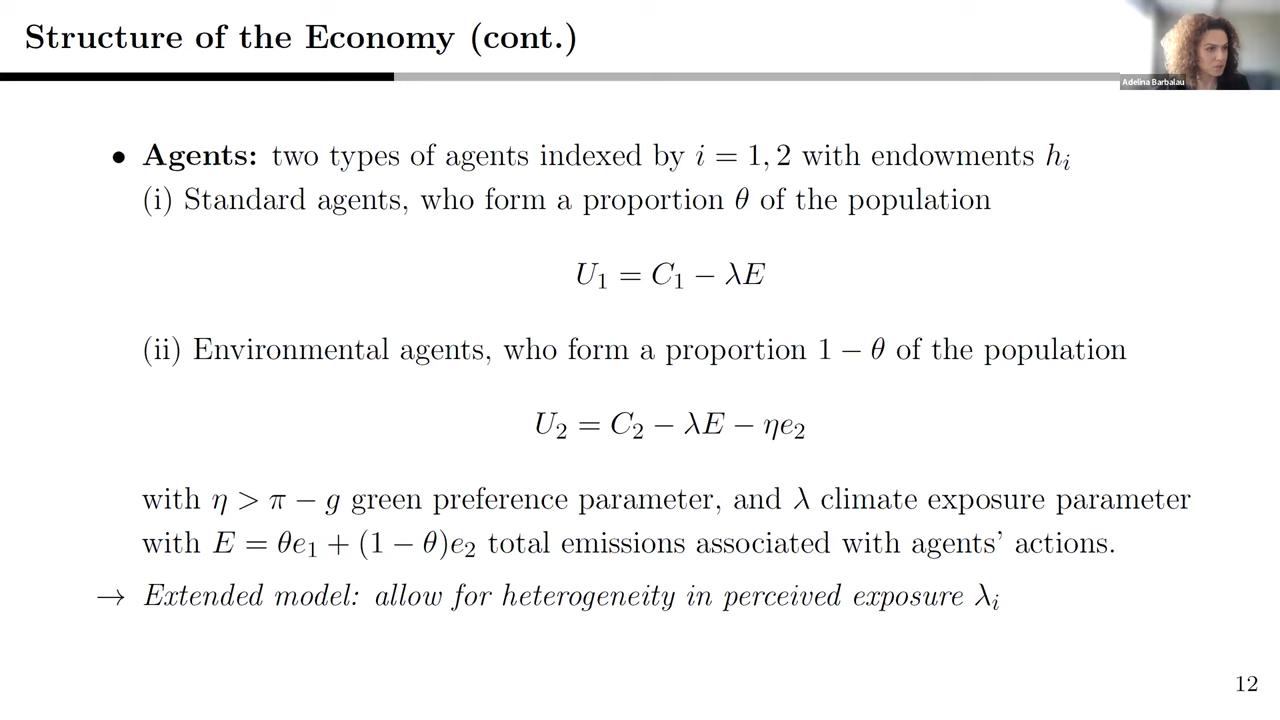 Structure of the Economy (cont.)
Adelina Barbalau
• Agents: two types of agents indexed by i = 1, 2 with endowments hᵢ
(i) Standard agents, who form a proportion θ of the population
U₁ = C₁ − λE
(ii) Environmental agents, who form a proportion 1 − θ of the population
U₂ = C₂ − λE − ηe₂
with η > π − g green preference parameter, and λ climate exposure parameter
with E = θe₁ + (1 − θ)e₂ total emissions associated with agents' actions.
→ Extended model: allow for heterogeneity in perceived exposure λᵢ
12